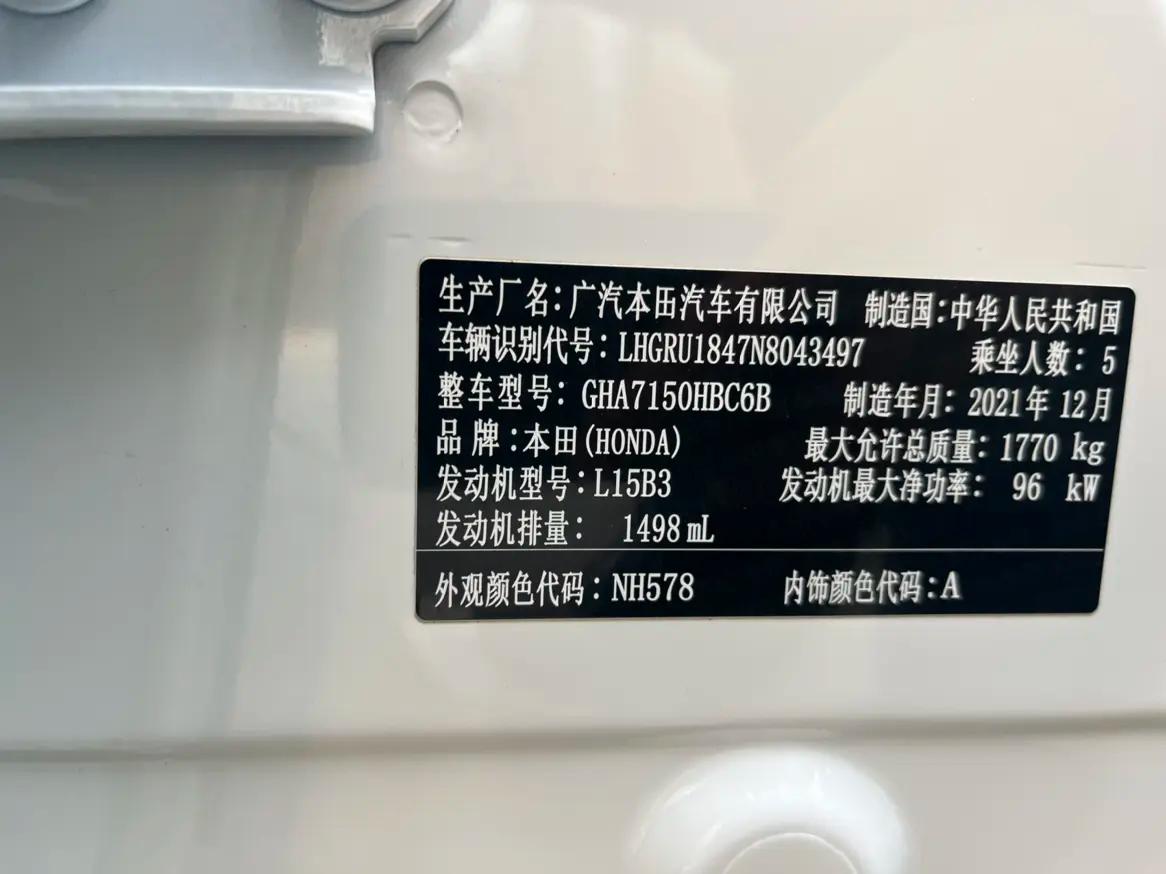 生产厂名：广汽本田汽车有限公司 制造国：中华人民共和国
车辆识别代号：LHGRU1847N8043497 乘坐人数：5
整车型号：GHA7150HBC6B 制造年月：2021年12月
品牌：本田(HONDA) 最大允许总质量：1770 kg
发动机型号：L15B3 发动机最大净功率：96 kW
发动机排量：1498 mL
外观颜色代码：NH578 内饰颜色代码：A